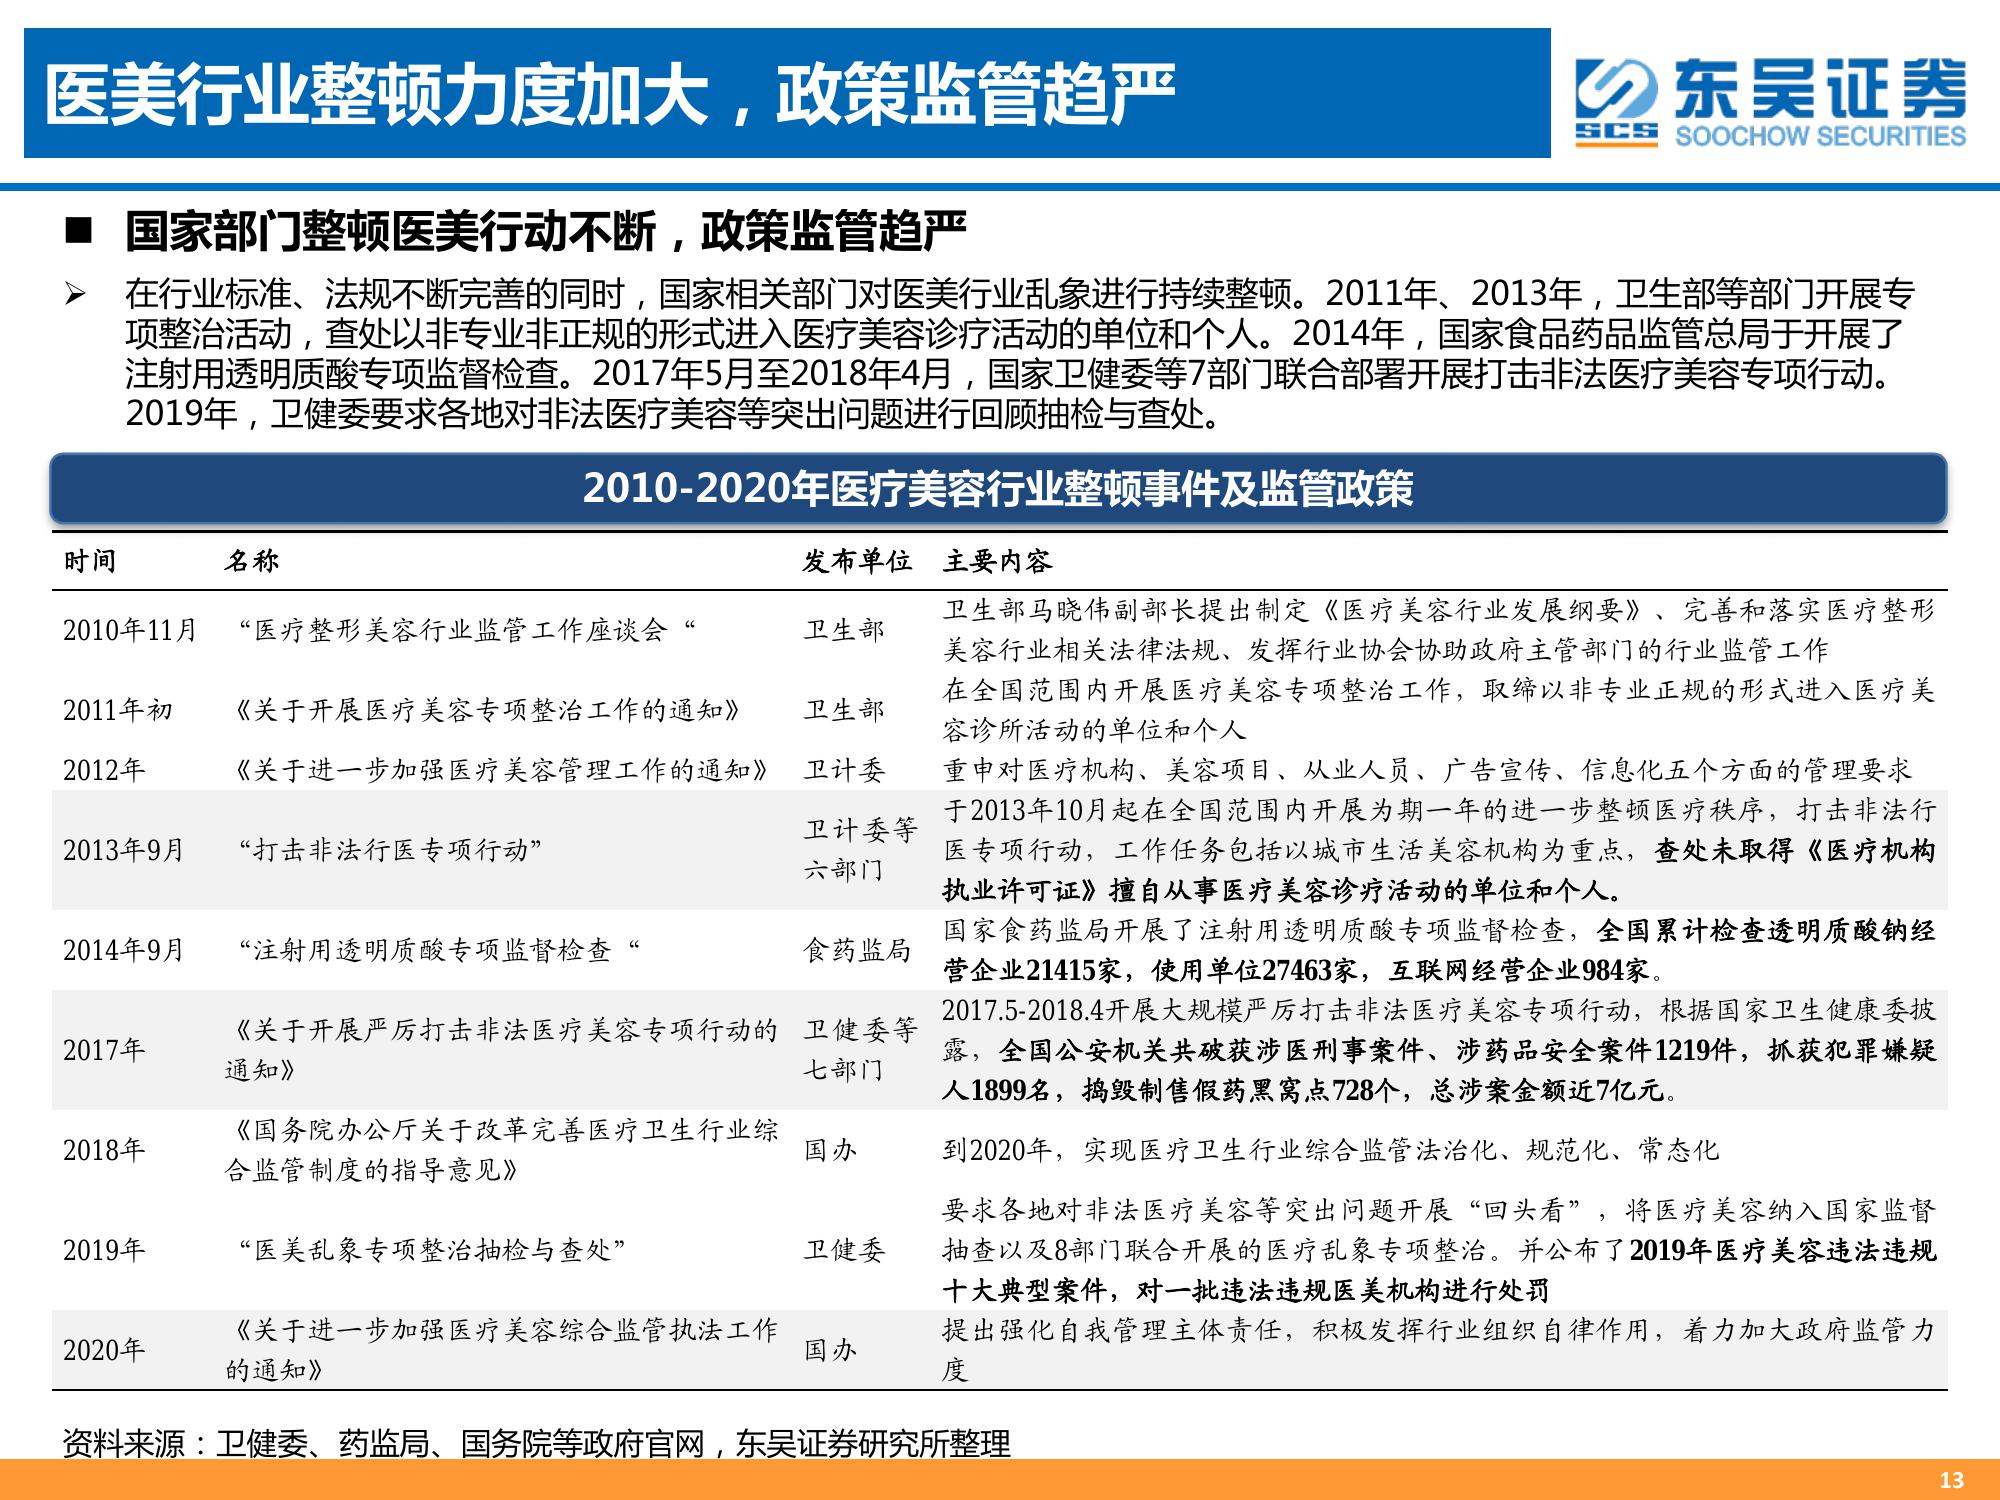 医美行业整顿力度加大，政策监管趋严
东吴证券
SCS
SOOCHOW SECURITIES
■ 国家部门整顿医美行动不断，政策监管趋严
➢ 在行业标准、法规不断完善的同时，国家相关部门对医美行业乱象进行持续整顿。2011年、2013年，卫生部等部门开展专
项整治活动，查处以非专业非正规的形式进入医疗美容诊疗活动的单位和个人。2014年，国家食品药品监管总局于开展了
注射用透明质酸专项监督检查。2017年5月至2018年4月，国家卫健委等7部门联合部署开展打击非法医疗美容专项行动。
2019年，卫健委要求各地对非法医疗美容等突出问题进行回顾抽检与查处。
2010-2020年医疗美容行业整顿事件及监管政策
时间 名称 发布单位 主要内容
2010年11月 “医疗整形美容行业监管工作座谈会“ 卫生部
卫生部马晓伟副部长提出制定《医疗美容行业发展纲要》、完善和落实医疗整形
美容行业相关法律法规、发挥行业协会协助政府主管部门的行业监管工作
2011年初 《关于开展医疗美容专项整治工作的通知》 卫生部
在全国范围内开展医疗美容专项整治工作，取缔以非专业正规的形式进入医疗美
容诊所活动的单位和个人
2012年 《关于进一步加强医疗美容管理工作的通知》 卫计委 重申对医疗机构、美容项目、从业人员、广告宣传、信息化五个方面的管理要求
2013年9月 “打击非法行医专项行动”
卫计委等
六部门
于2013年10月起在全国范围内开展为期一年的进一步整顿医疗秩序，打击非法行
医专项行动，工作任务包括以城市生活美容机构为重点，查处未取得《医疗机构
执业许可证》擅自从事医疗美容诊疗活动的单位和个人。
2014年9月 “注射用透明质酸专项监督检查“ 食药监局
国家食药监局开展了注射用透明质酸专项监督检查，全国累计检查透明质酸钠经
营企业21415家，使用单位27463家，互联网经营企业984家。
2017年
《关于开展严厉打击非法医疗美容专项行动的
通知》
卫健委等
七部门
2017.5-2018.4开展大规模严厉打击非法医疗美容专项行动，根据国家卫生健康委披
露，全国公安机关共破获涉医刑事案件、涉药品安全案件1219件，抓获犯罪嫌疑
人1899名，捣毁制售假药黑窝点728个，总涉案金额近7亿元。
2018年
《国务院办公厅关于改革完善医疗卫生行业综
合监管制度的指导意见》
国办 到2020年，实现医疗卫生行业综合监管法治化、规范化、常态化
2019年 “医美乱象专项整治抽检与查处” 卫健委
要求各地对非法医疗美容等突出问题开展“回头看”，将医疗美容纳入国家监督
抽查以及8部门联合开展的医疗乱象专项整治。并公布了2019年医疗美容违法违规
十大典型案件，对一批违法违规医美机构进行处罚
2020年
《关于进一步加强医疗美容综合监管执法工作
的通知》
国办
提出强化自我管理主体责任，积极发挥行业组织自律作用，着力加大政府监管力
度
资料来源：卫健委、药监局、国务院等政府官网，东吴证券研究所整理
13